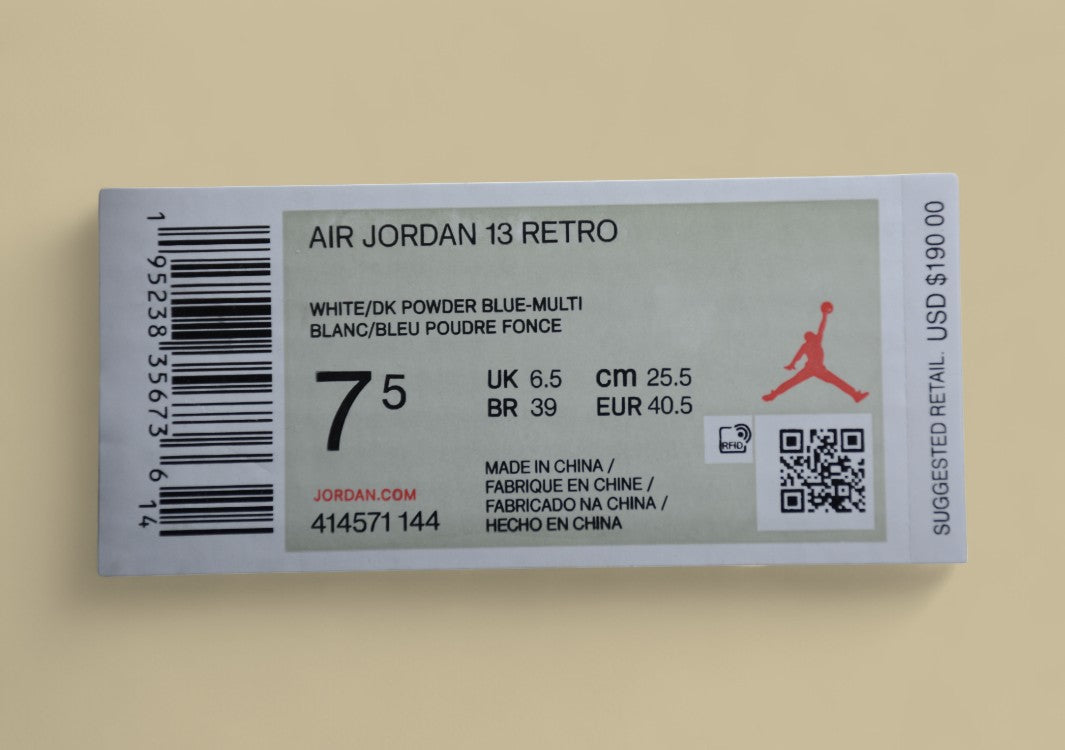 1 95238 35673 6 14
AIR JORDAN 13 RETRO
WHITE/DK POWDER BLUE-MULTI
BLANC/BLEU POUDRE FONCE
7 5
UK 6.5 cm 25.5
BR 39 EUR 40.5
RFID
MADE IN CHINA /
FABRIQUE EN CHINE /
FABRICADO NA CHINA /
HECHO EN CHINA
JORDAN.COM
414571 144
SUGGESTED RETAIL. USD $190 00